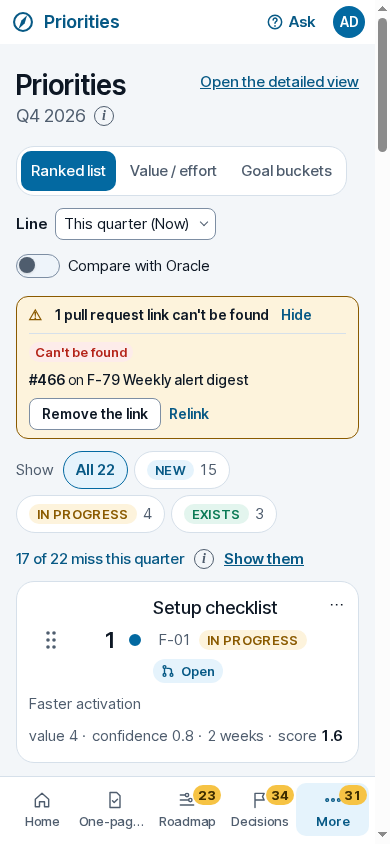 Priorities
Ask
AD
Priorities
Open the detailed view
Q4 2026 i
Ranked list
Value / effort
Goal buckets
Line
This quarter (Now)
Compare with Oracle
1 pull request link can't be found Hide
Can't be found
#466 on F-79 Weekly alert digest
Remove the link
Relink
Show
All 22
NEW 15
IN PROGRESS 4
EXISTS 3
17 of 22 miss this quarter i Show them
Setup checklist
...
1
F-01 IN PROGRESS
Open
Faster activation
value 4 · confidence 0.8 · 2 weeks · score 1.6
23
34
31
Home
One-pag...
Roadmap
Decisions
More